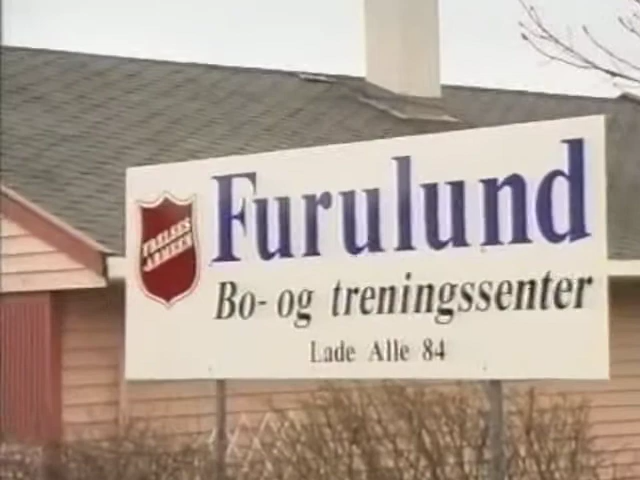 FRELSES
ARMEEN
Furulund
Bo- og treningssenter
Lade Alle 84